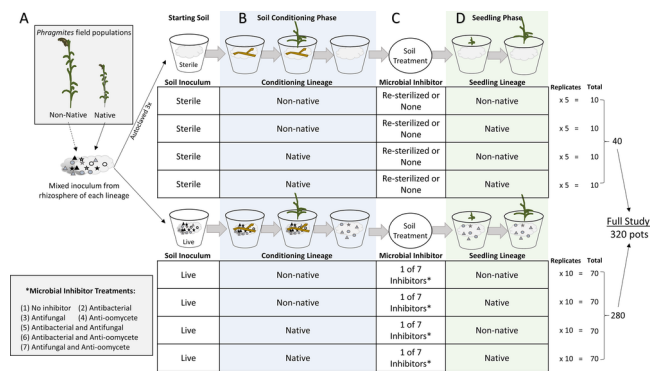 A
B
C
D
Starting Soil
Soil Conditioning Phase
Seedling Phase
Phragmites field populations
Non-Native
Native
Autoclaved 3x
Mixed inoculum from
rhizosphere of each lineage
Sterile
Soil
Treatment
Soil Inoculum
Conditioning Lineage
Microbial Inhibitor
Seedling Lineage
Replicates
Total
Sterile
Non-native
Re-sterilized or
None
Non-native
x 5 = 10
Sterile
Non-native
Re-sterilized or
None
Native
x 5 = 10
Sterile
Native
Re-sterilized or
None
Non-native
x 5 = 10
Sterile
Native
Re-sterilized or
None
Native
x 5 = 10
40
Full Study
320 pots
Live
Soil
Treatment
Soil Inoculum
Conditioning Lineage
Microbial Inhibitor
Seedling Lineage
Replicates
Total
Live
Non-native
1 of 7
Inhibitors*
Non-native
x 10 = 70
Live
Non-native
1 of 7
Inhibitors*
Native
x 10 = 70
Live
Native
1 of 7
Inhibitors*
Non-native
x 10 = 70
Live
Native
1 of 7
Inhibitors*
Native
x 10 = 70
280
*Microbial Inhibitor Treatments:
(1) No inhibitor (2) Antibacterial
(3) Antifungal (4) Anti-oomycete
(5) Antibacterial and Antifungal
(6) Antibacterial and Anti-oomycete
(7) Antifungal and Anti-oomycete